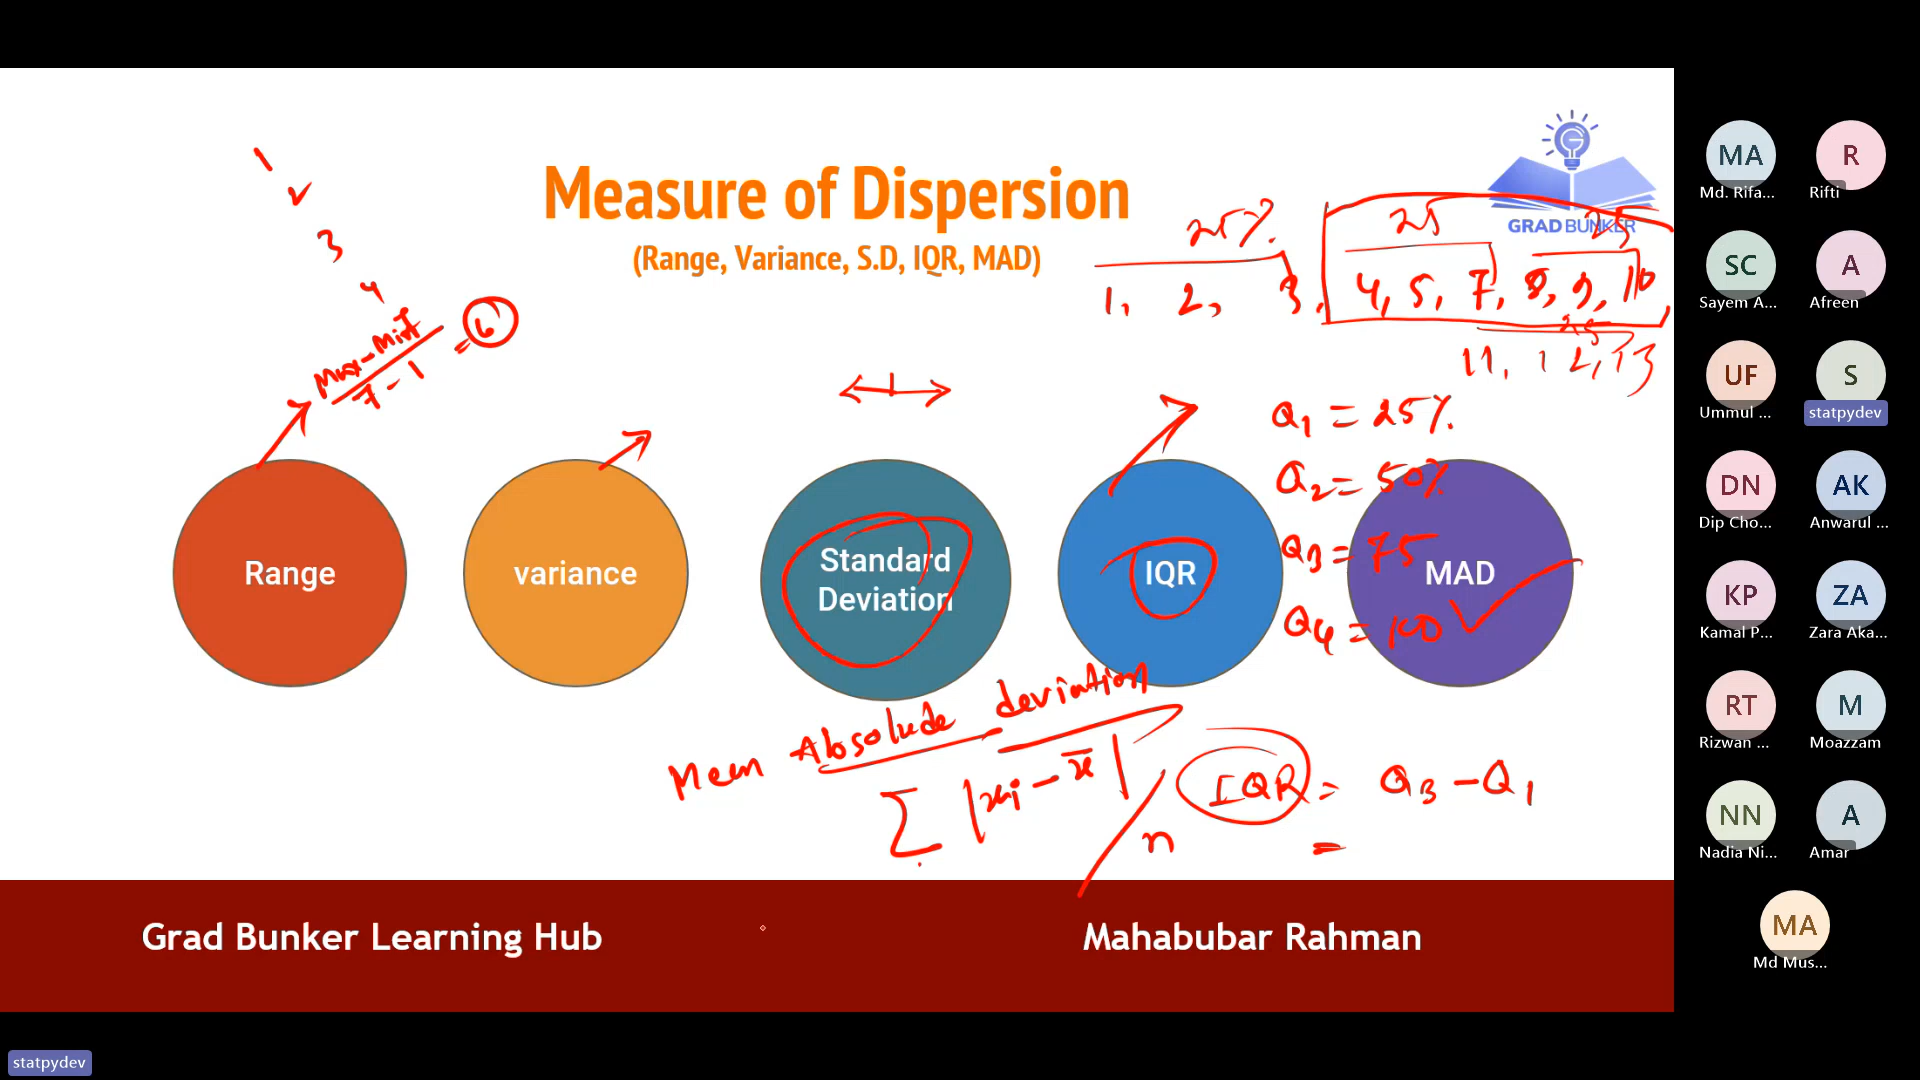 Measure of Dispersion
(Range, Variance, S.D, IQR, MAD)
GRAD BUNKER
1
2
3
4
Max-Min
7-1
=6
25%.
25
25
1, 2, 3,
4, 5, 7, 8, 9, 10,
25
11, 12, 13
Q1 = 25%.
Q2 = 50%
Q3 = 75
Q4 = 100
Range
variance
Standard
Deviation
IQR
MAD
Mean Absolude deviation
∑ |xi - x̄| / n
IQR = Q3 - Q1
=
Grad Bunker Learning Hub
Mahabubar Rahman
MA
Md. Rifa...
R
Rifti
SC
Sayem A...
A
Afreen
UF
Ummul ...
S
statpydev
DN
Dip Cho...
AK
Anwarul ...
KP
Kamal P...
ZA
Zara Aka...
RT
Rizwan ...
M
Moazzam
NN
Nadia Ni...
A
Amar
MA
Md Mus...
statpydev